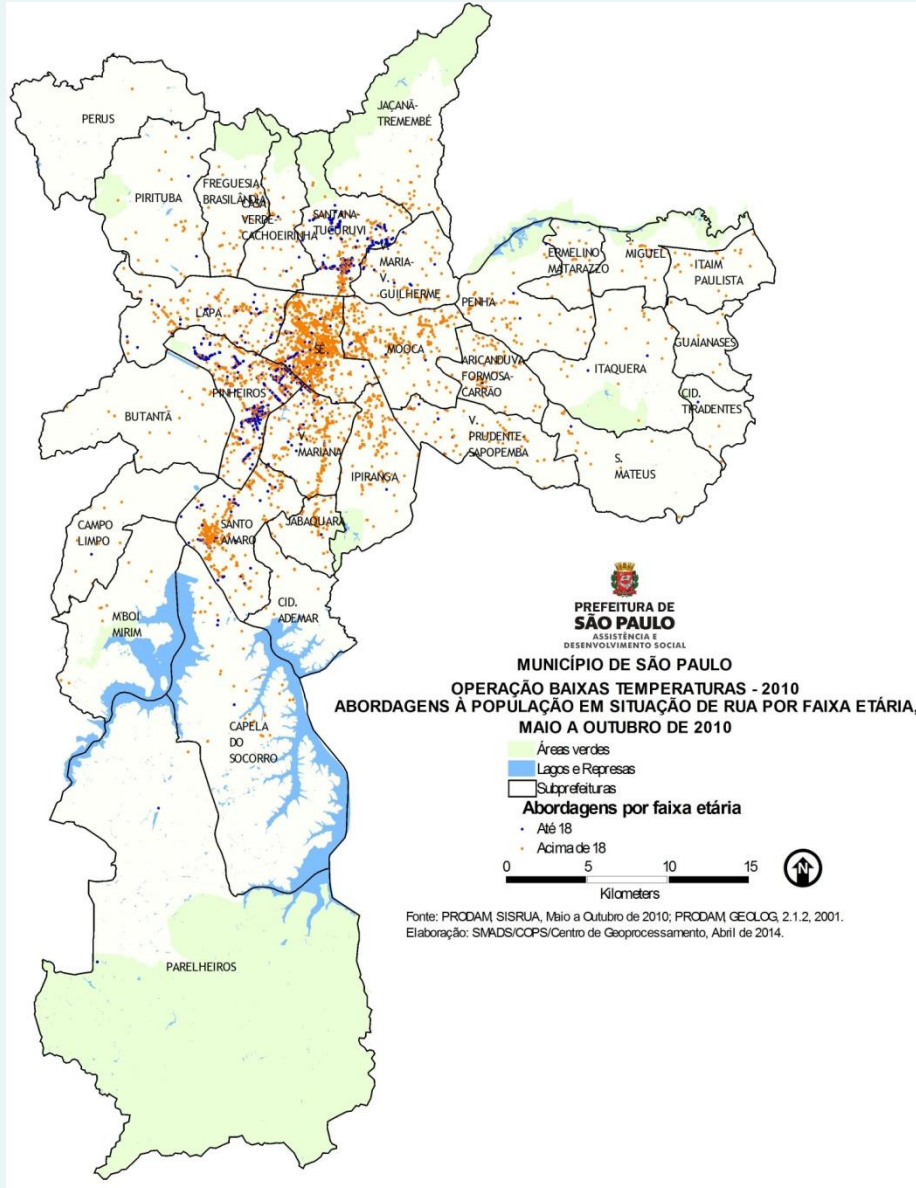 JAÇANÃ-
TREMEMBÉ
PERUS
PIRITUBA
FREGUESIA
BRASILÂNDIA
CASA
VERDE-
CACHOEIRINHA
SANTANA-
TUCURUVI
V.
MARIA-
V.
GUILHERME
ERMELINO
MATARAZZO
S.
MIGUEL
ITAIM
PAULISTA
PENHA
LAPA
SÉ
MOOCA
ARICANDUVA-
FORMOSA-
CARRÃO
GUAIANASES
ITAQUERA
CID.
TIRADENTES
PINHEIROS
BUTANTÃ
V.
MARIANA
V.
PRUDENTE-
SAPOPEMBA
IPIRANGA
S.
MATEUS
CAMPO
LIMPO
SANTO
AMARO
JABAQUARA
M'BOI
MIRIM
CID.
ADEMAR
CAPELA
DO
SOCORRO
PARELHEIROS
PREFEITURA DE
SÃO PAULO
ASSISTÊNCIA E
DESENVOLVIMENTO SOCIAL
MUNICÍPIO DE SÃO PAULO
OPERAÇÃO BAIXAS TEMPERATURAS - 2010
ABORDAGENS À POPULAÇÃO EM SITUAÇÃO DE RUA POR FAIXA ETÁRIA,
MAIO A OUTUBRO DE 2010
Áreas verdes
Lagos e Represas
Subprefeituras
Abordagens por faixa etária
Até 18
Acima de 18
0 5 10 15
Kilometers
N
Fonte: PRODAM, SISRUA, Maio a Outubro de 2010; PRODAM, GEOLOG, 2.1.2, 2001.
Elaboração: SMADS/COPS/Centro de Geoprocessamento, Abril de 2014.